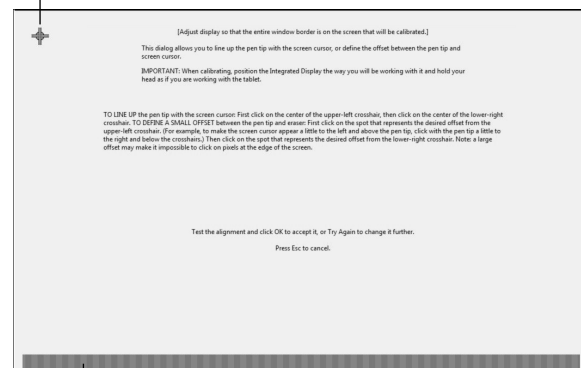 [Adjust display so that the entire window border is on the screen that will be calibrated.]
This dialog allows you to line up the pen tip with the screen cursor, or define the offset between the pen tip and
screen cursor.
IMPORTANT: When calibrating, position the Integrated Display the way you will be working with it and hold your
head as if you are working with the tablet.
TO LINE UP the pen tip with the screen cursor: First click on the center of the upper-left crosshair, then click on the center of the lower-right
crosshair. TO DEFINE A SMALL OFFSET between the pen tip and eraser: First click on the spot that represents the desired offset from the
upper-left crosshair. (For example, to make the screen cursor appear a little to the left and above the pen tip, click with the pen tip a little to
the right and below the crosshairs.) Then click on the spot that represents the desired offset from the lower-right crosshair. Note: a large
offset may make it impossible to click on pixels at the edge of the screen.
Test the alignment and click OK to accept it, or Try Again to change it further.
Press Esc to cancel.